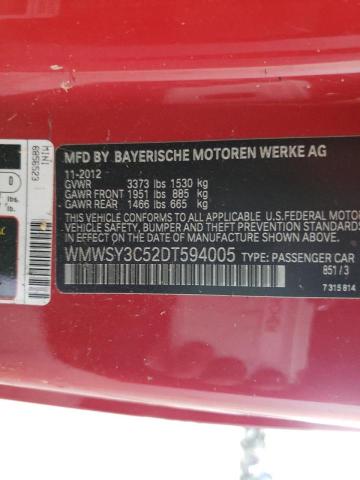 MFD BY BAYERISCHE MOTOREN WERKE AG
11-2012
GVWR 3373 lbs 1530 kg
GAWR FRONT 1951 lbs 885 kg
GAWR REAR 1466 lbs 665 kg
THIS VEHICLE CONFORMS TO ALL APPLICABLE U.S. FEDERAL MOTOR
VEHICLE SAFETY, BUMPER AND THEFT PREVENTION STANDARDS
IN EFFECT ON THE DATE OF MANUFACTURE SHOWN ABOVE
WMWSY3C52DT594005 TYPE: PASSENGER CAR
851/3
7 315 814
MINI
6856523
0